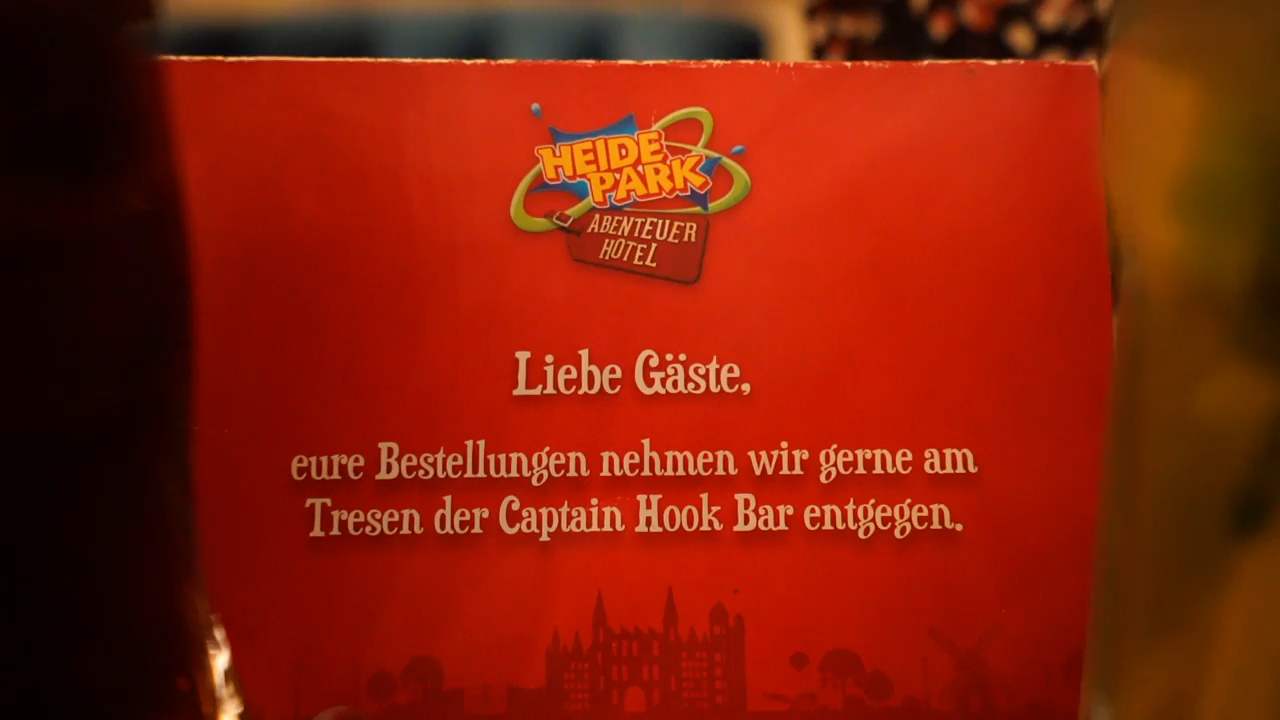 HEIDE
PARK
ABENTEUER
HOTEL
Liebe Gäste,
eure Bestellungen nehmen wir gerne am
Tresen der Captain Hook Bar entgegen.